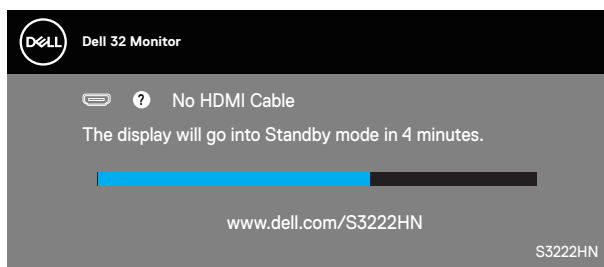 DELL
Dell 32 Monitor
? No HDMI Cable
The display will go into Standby mode in 4 minutes.
www.dell.com/S3222HN
S3222HN